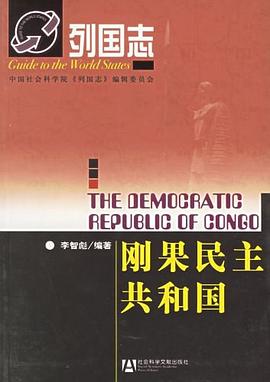 列国志
Guide to the World States
中国社会科学院《列国志》编辑委员会
THE DEMOCRATIC
REPUBLIC OF CONGO
李智彪/编著
刚果民主
共和国
社会科学文献出版社